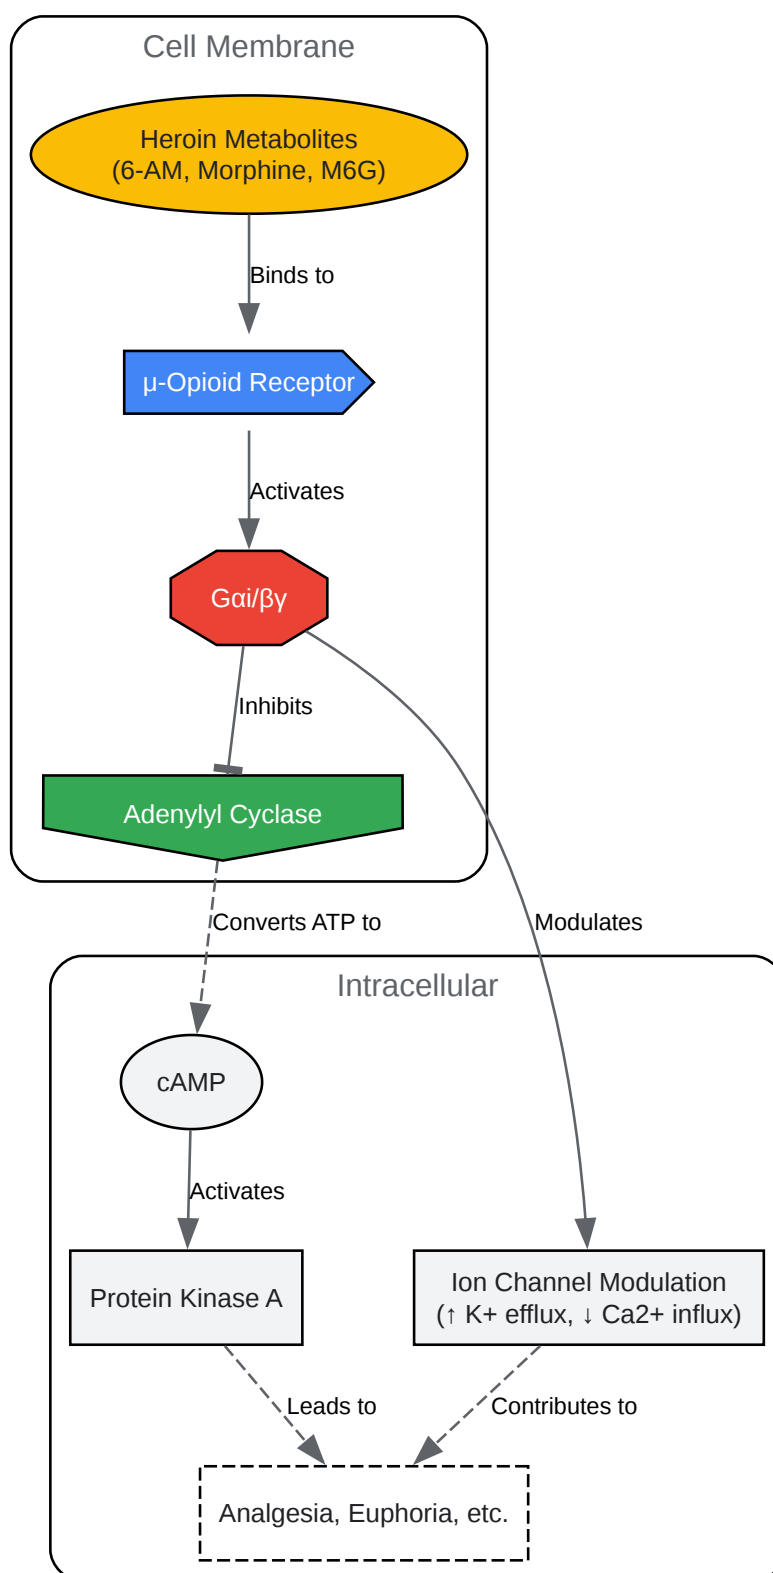 Cell Membrane
Heroin Metabolites
(6-AM, Morphine, M6G)
Binds to
μ-Opioid Receptor
Activates
Gαi/βγ
Inhibits
Adenylyl Cyclase
Converts ATP to
Modulates
Intracellular
cAMP
Activates
Protein Kinase A
Ion Channel Modulation
(↑ K+ efflux, ↓ Ca2+ influx)
Leads to
Contributes to
Analgesia, Euphoria, etc.